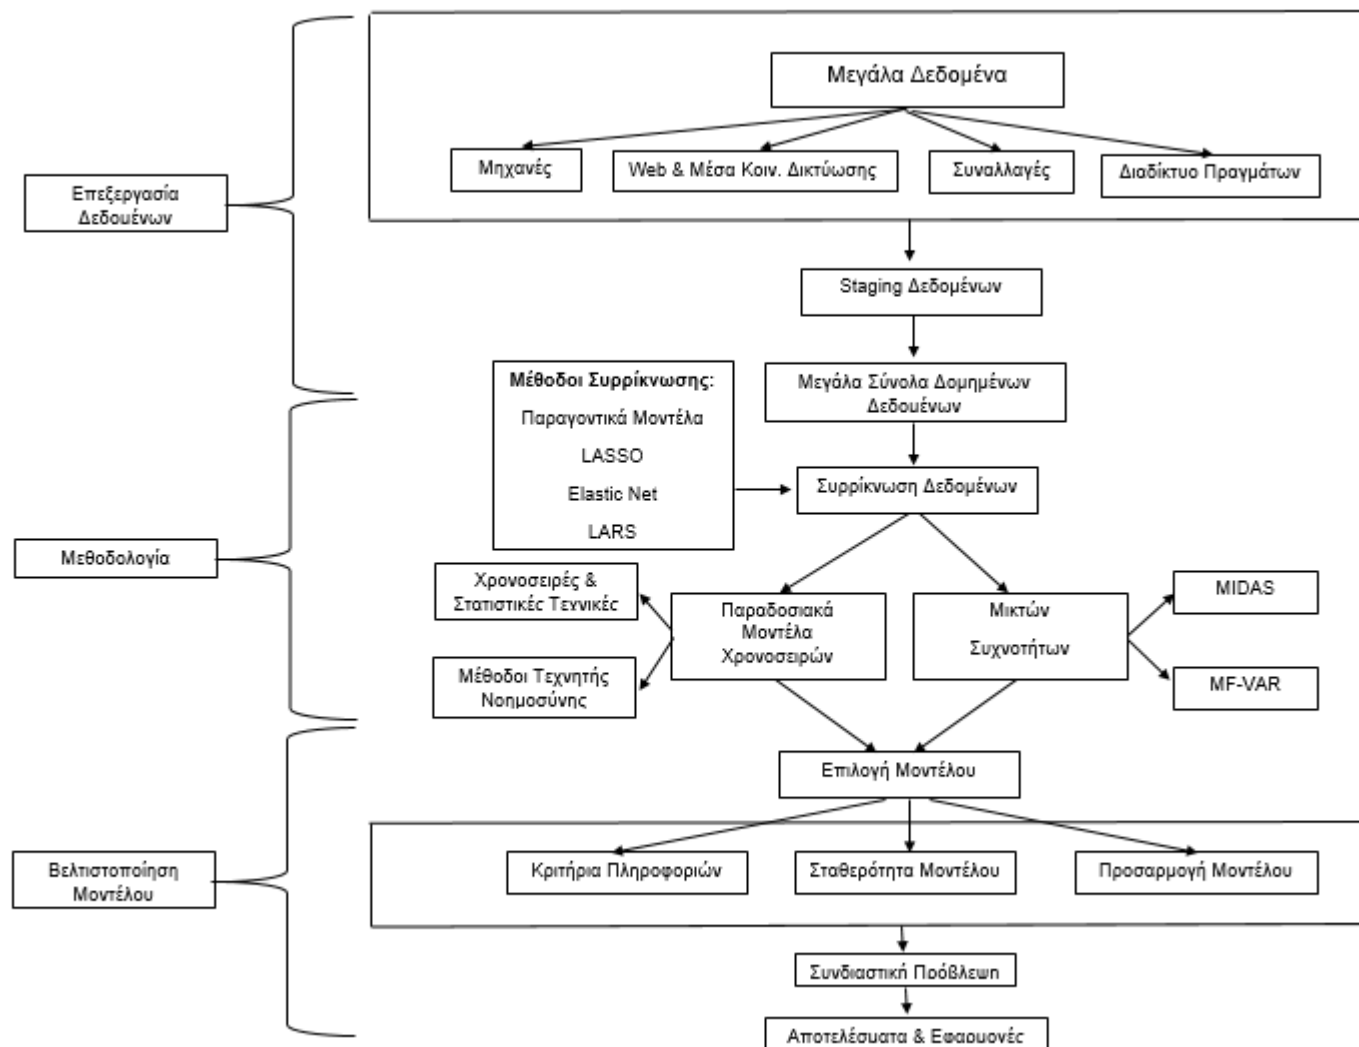 Μεγάλα Δεδομένα
Μηχανές
Web & Μέσα Κοιν. Δικτύωσης
Συναλλαγές
Διαδίκτυο Πραγμάτων
Επεξεργασία
Δεδομένων
Staging Δεδομένων
Μέθοδοι Συρρίκνωσης:
Παραγοντικά Μοντέλα
LASSO
Elastic Net
LARS
Μεγάλα Σύνολα Δομημένων
Δεδομένων
Συρρίκνωση Δεδομένων
Μεθοδολογία
Χρονοσειρές &
Στατιστικές Τεχνικές
Μέθοδοι Τεχνητής
Νοημοσύνης
Παραδοσιακά
Μοντέλα
Χρονοσειρών
Μικτών
Συχνοτήτων
MIDAS
MF-VAR
Επιλογή Μοντέλου
Βελτιστοποίηση
Μοντέλου
Κριτήρια Πληροφοριών
Σταθερότητα Μοντέλου
Προσαρμογή Μοντέλου
Συνδιαστική Πρόβλεψη
Αποτελέσματα & Εφαρμογές